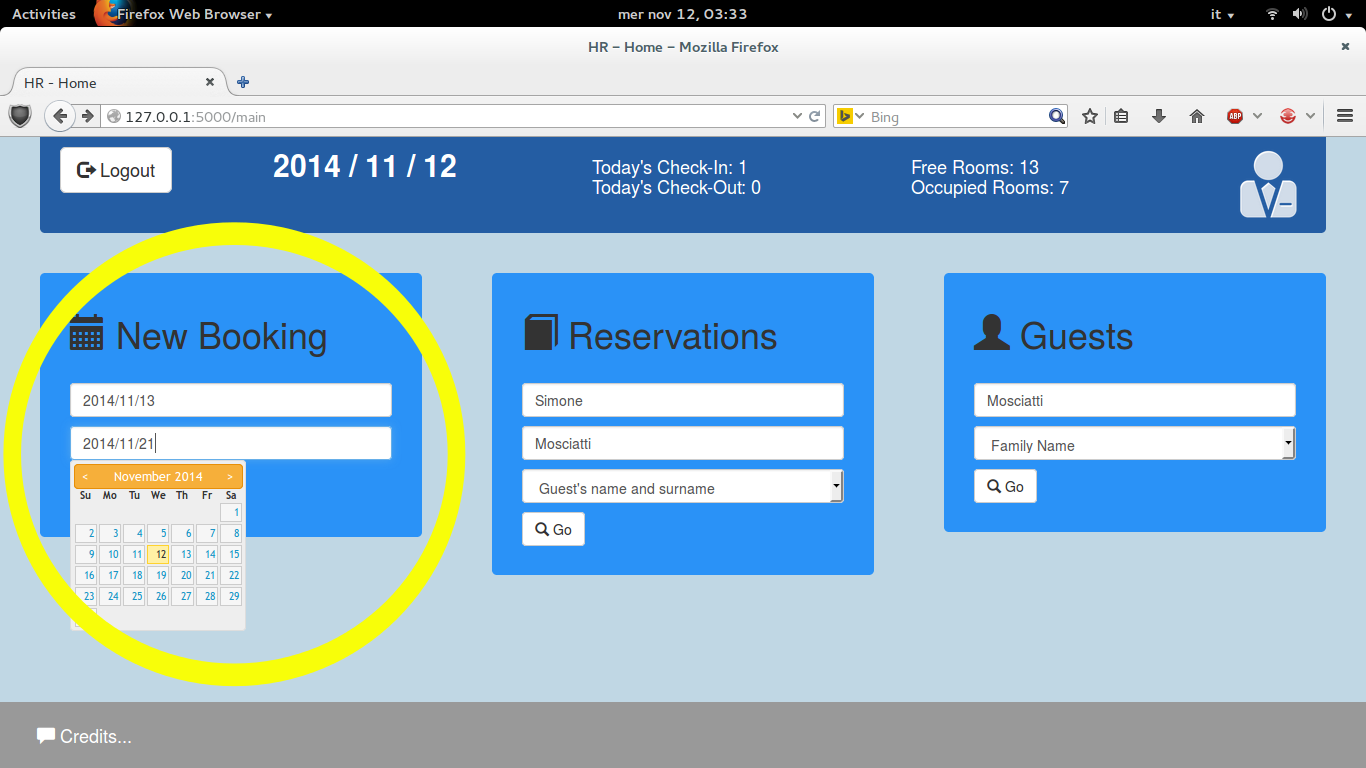 Activities Firefox Web Browser mer nov 12, 03:33 it
HR – Home – Mozilla Firefox
HR - Home
127.0.0.1:5000/main Bing ABP
Logout
2014 / 11 / 12
Today's Check-In: 1
Today's Check-Out: 0
Free Rooms: 13
Occupied Rooms: 7
New Booking
2014/11/13
2014/11/21
< November 2014 >
Su Mo Tu We Th Fr Sa
1
2 3 4 5 6 7 8
9 10 11 12 13 14 15
16 17 18 19 20 21 22
23 24 25 26 27 28 29
Reservations
Simone
Mosciatti
Guest's name and surname
Go
Guests
Mosciatti
Family Name
Go
Credits...